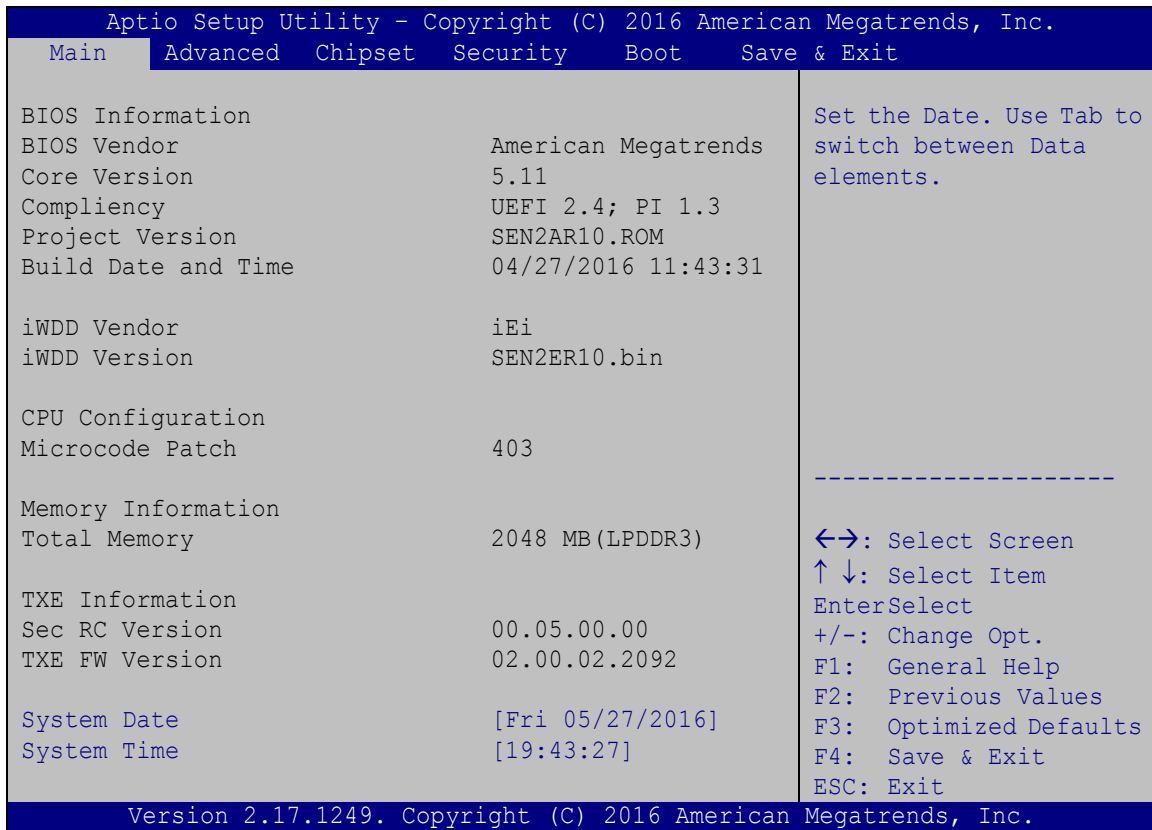 Aptio Setup Utility – Copyright (C) 2016 American Megatrends, Inc.
Main Advanced Chipset Security Boot Save & Exit
BIOS Information
BIOS Vendor American Megatrends
Core Version 5.11
Compliency UEFI 2.4; PI 1.3
Project Version SEN2AR10.ROM
Build Date and Time 04/27/2016 11:43:31
iWDD Vendor iEi
iWDD Version SEN2ER10.bin
CPU Configuration
Microcode Patch 403
Memory Information
Total Memory 2048 MB(LPDDR3)
TXE Information
Sec RC Version 00.05.00.00
TXE FW Version 02.00.02.2092
System Date [Fri 05/27/2016]
System Time [19:43:27]
Set the Date. Use Tab to
switch between Data
elements.
---------------------
←→: Select Screen
↑ ↓: Select Item
EnterSelect
+/-: Change Opt.
F1: General Help
F2: Previous Values
F3: Optimized Defaults
F4: Save & Exit
ESC: Exit
Version 2.17.1249. Copyright (C) 2016 American Megatrends, Inc.